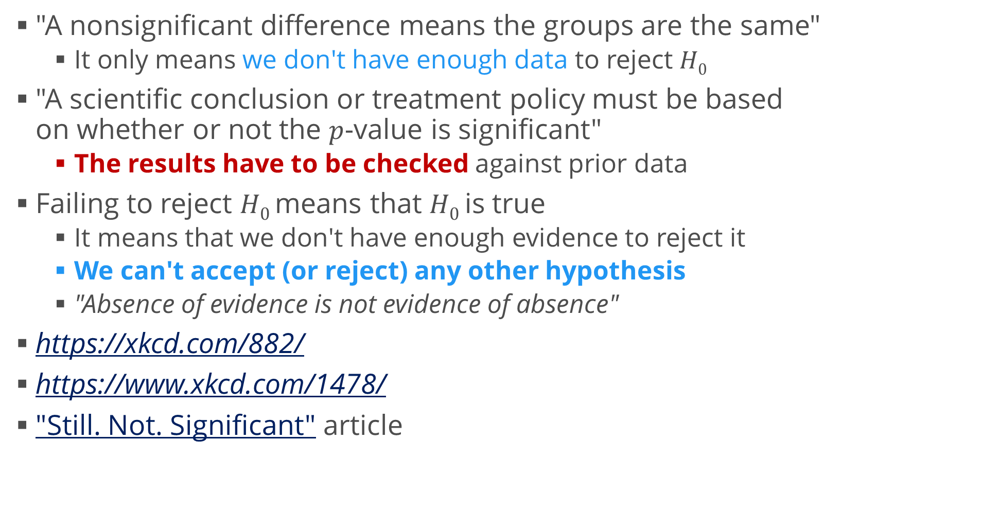 "A nonsignificant difference means the groups are the same"
It only means we don't have enough data to reject H₀
"A scientific conclusion or treatment policy must be based
on whether or not the p-value is significant"
The results have to be checked against prior data
Failing to reject H₀ means that H₀ is true
It means that we don't have enough evidence to reject it
We can't accept (or reject) any other hypothesis
"Absence of evidence is not evidence of absence"
https://xkcd.com/882/
https://www.xkcd.com/1478/
"Still. Not. Significant" article